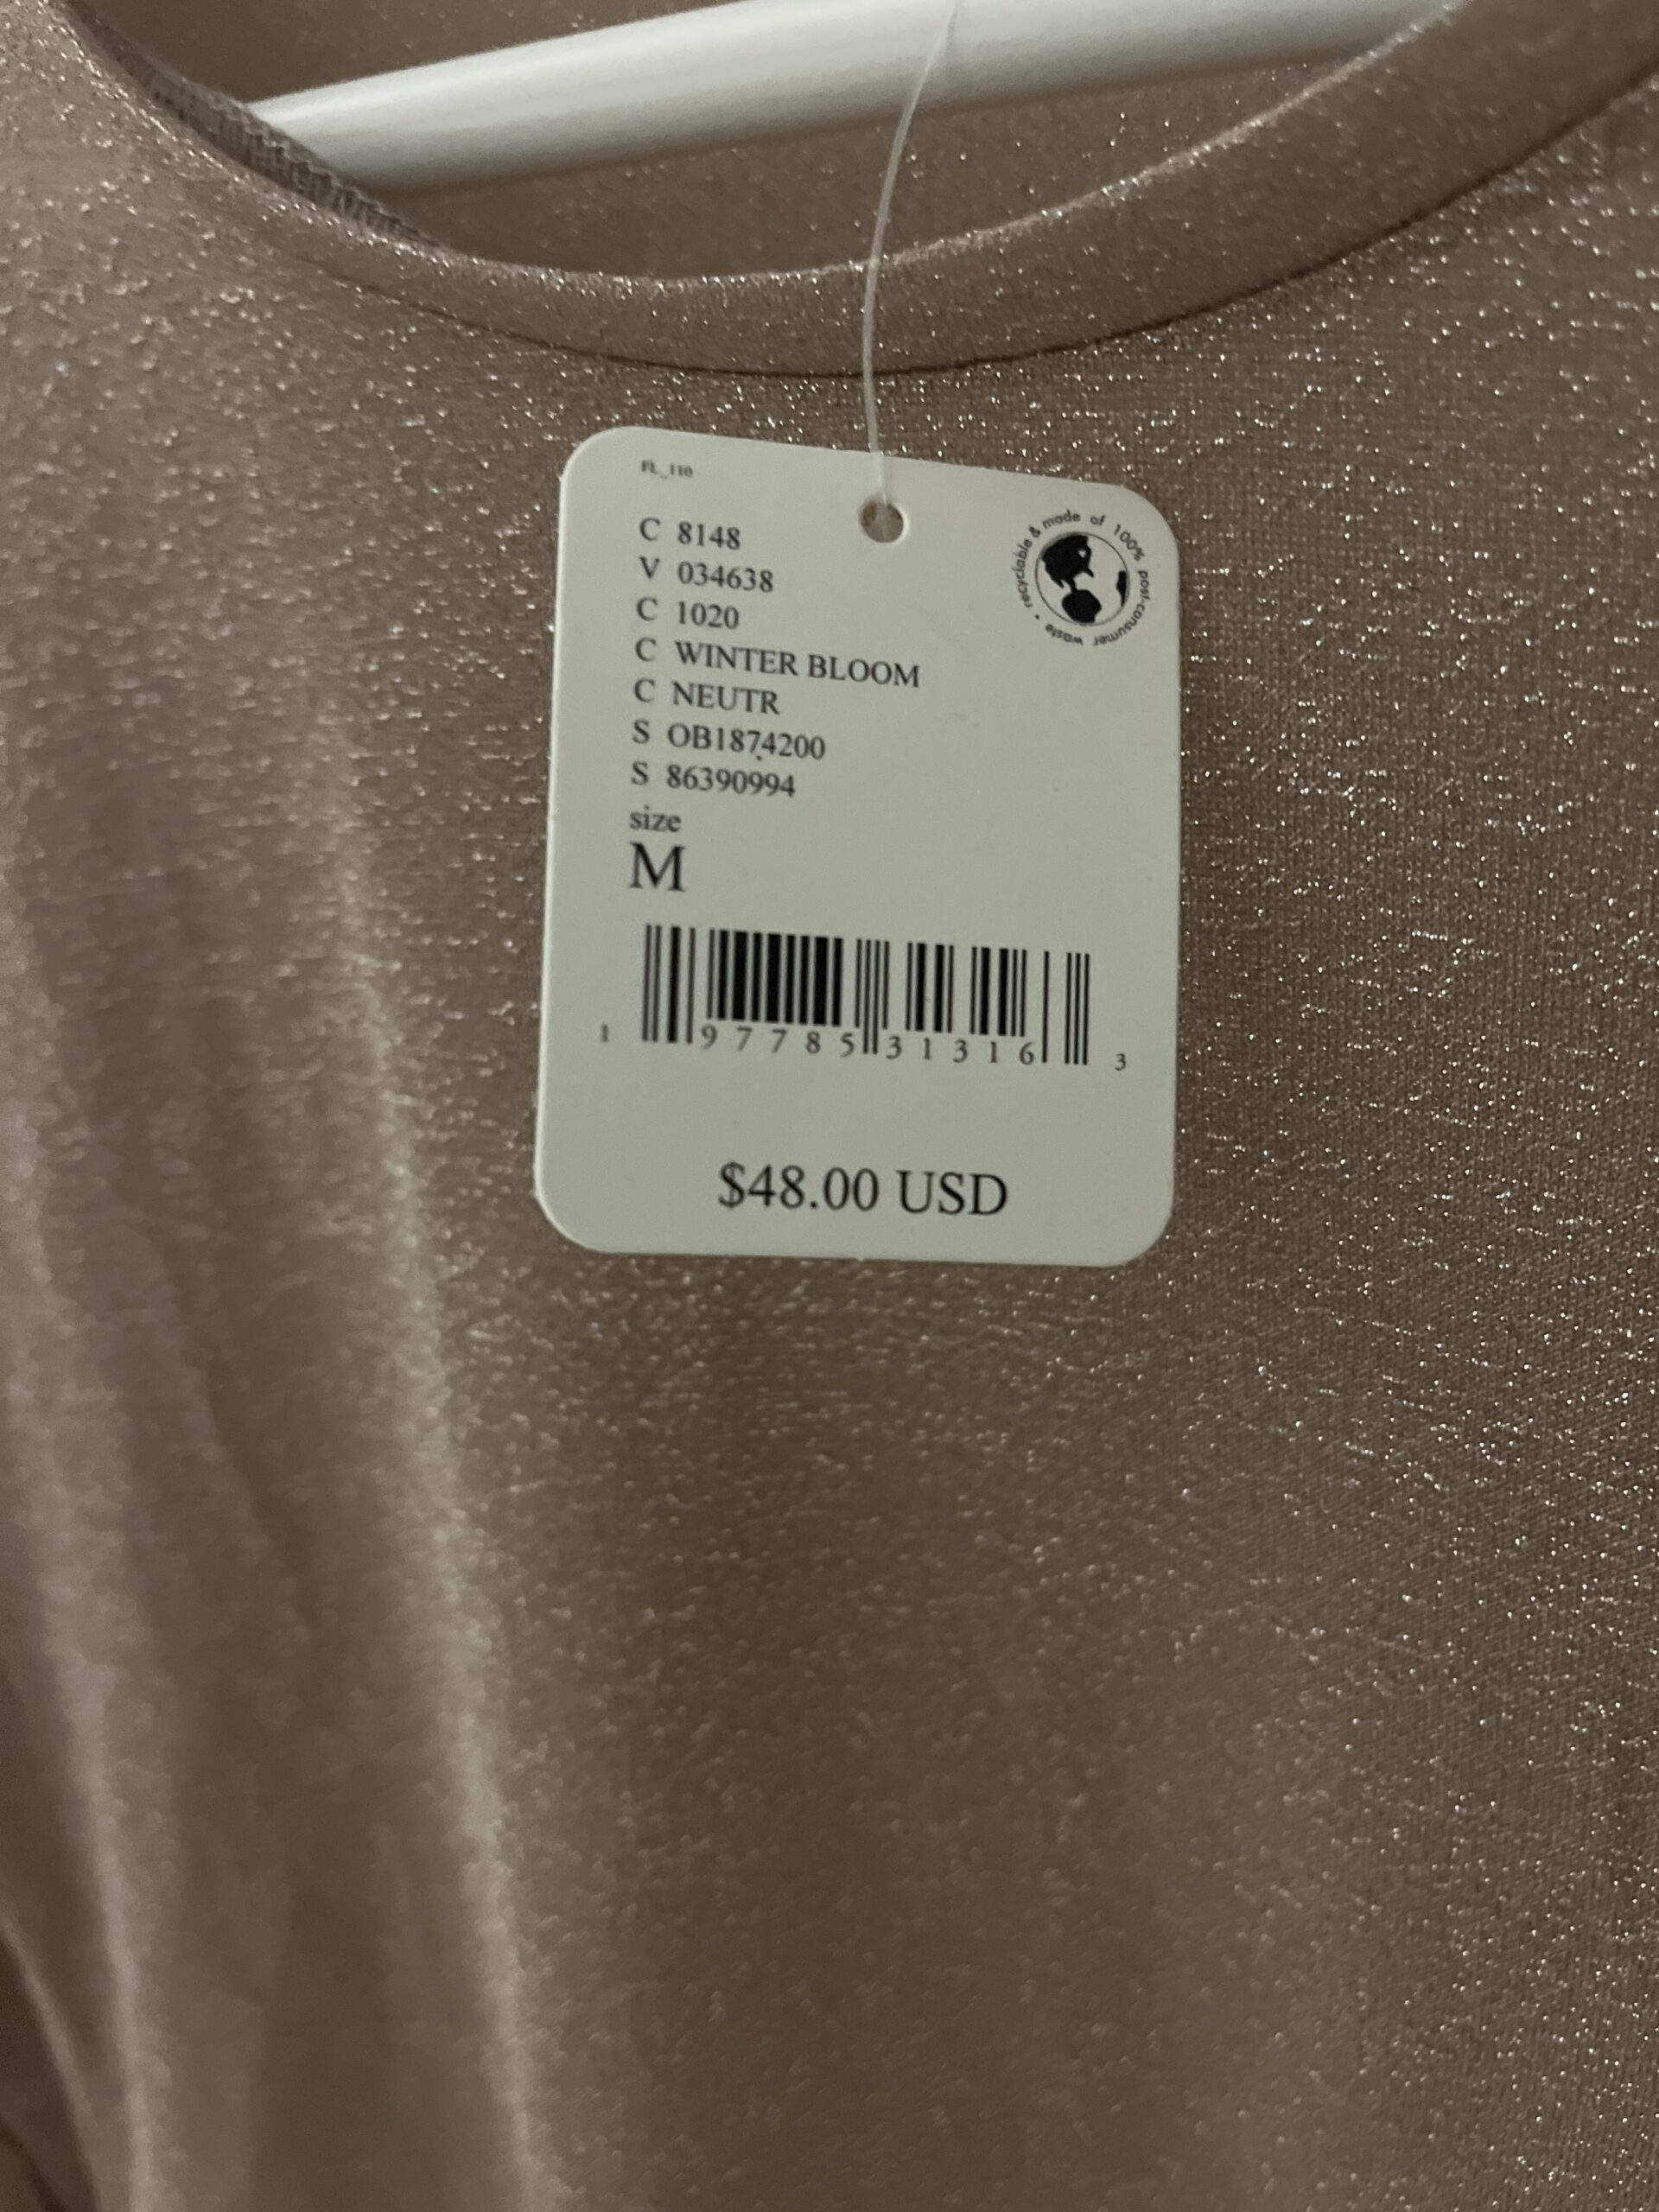 FL_110
recyclable & made of 100% post-consumer waste •
C 8148
V 034638
C 1020
C WINTER BLOOM
C NEUTR
S OB1874200
S 86390994
size
M
1 97785 31316 3
$48.00 USD